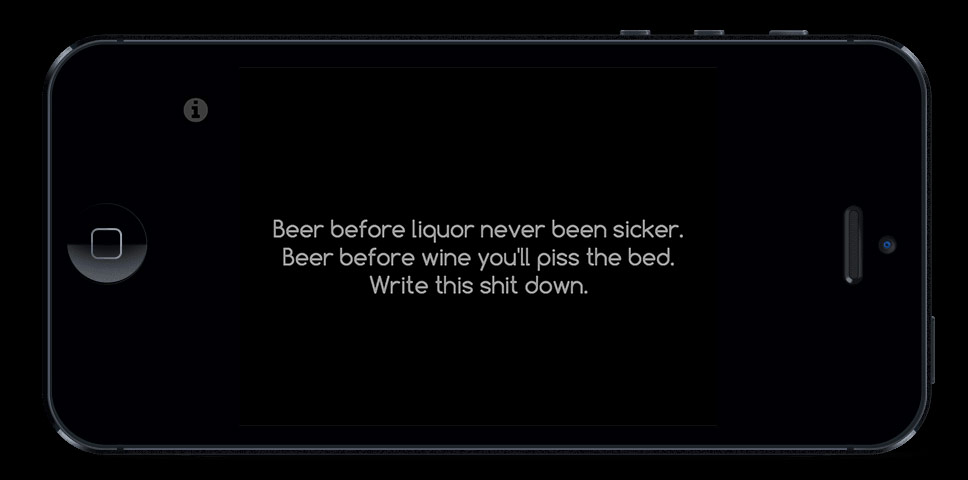 Beer before liquor never been sicker.
Beer before wine you'll piss the bed.
Write this shit down.